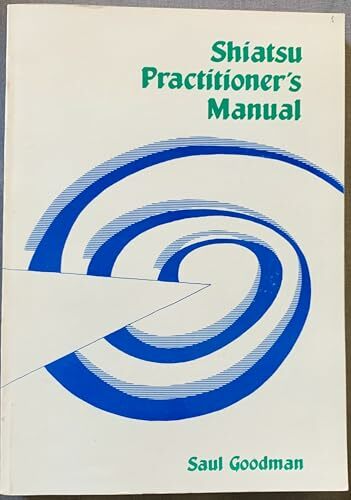 Shiatsu
Practitioner's
Manual
Saul Goodman